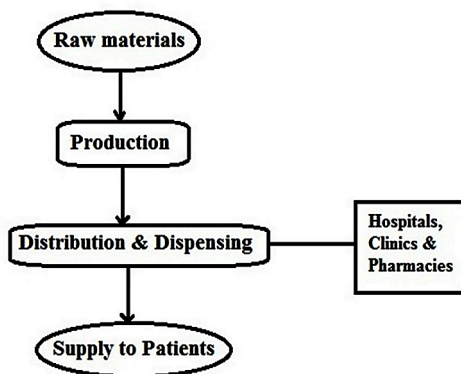 Raw materials
Production
Distribution & Dispensing
Hospitals,
Clinics &
Pharmacies
Supply to Patients